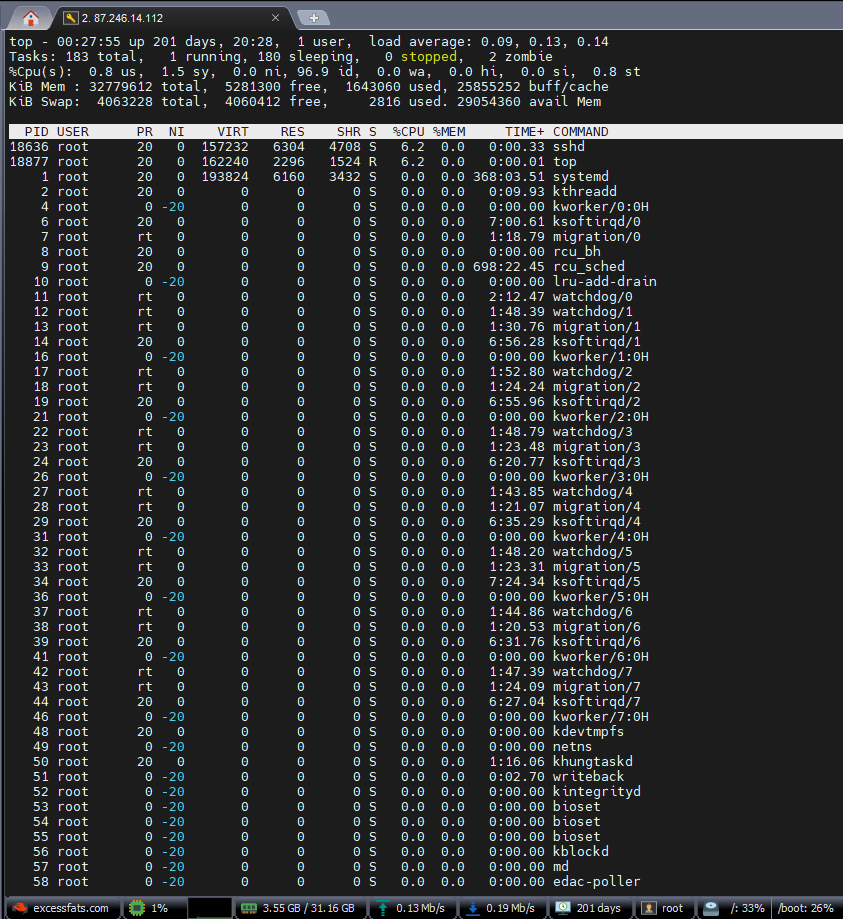 2. 87.246.14.112
top - 00:27:55 up 201 days, 20:28,  1 user,  load average: 0.09, 0.13, 0.14
Tasks: 183 total,   1 running, 180 sleeping,   0 stopped,   2 zombie
%Cpu(s):  0.8 us,  1.5 sy,  0.0 ni, 96.9 id,  0.0 wa,  0.0 hi,  0.0 si,  0.8 st
KiB Mem : 32779612 total,  5281300 free,  1643060 used, 25855252 buff/cache
KiB Swap:  4063228 total,  4060412 free,     2816 used. 29054360 avail Mem
PID USER PR NI VIRT RES SHR S %CPU %MEM TIME+ COMMAND
18636 root 20 0 157232 6304 4708 S 6.2 0.0 0:00.33 sshd
18877 root 20 0 162240 2296 1524 R 6.2 0.0 0:00.01 top
1 root 20 0 193824 6160 3432 S 0.0 0.0 368:03.51 systemd
2 root 20 0 0 0 0 S 0.0 0.0 0:09.93 kthreadd
4 root 0 -20 0 0 0 S 0.0 0.0 0:00.00 kworker/0:0H
6 root 20 0 0 0 0 S 0.0 0.0 7:00.61 ksoftirqd/0
7 root rt 0 0 0 0 S 0.0 0.0 1:18.79 migration/0
8 root 20 0 0 0 0 S 0.0 0.0 0:00.00 rcu_bh
9 root 20 0 0 0 0 S 0.0 0.0 698:22.45 rcu_sched
10 root 0 -20 0 0 0 S 0.0 0.0 0:00.00 lru-add-drain
11 root rt 0 0 0 0 S 0.0 0.0 2:12.47 watchdog/0
12 root rt 0 0 0 0 S 0.0 0.0 1:48.39 watchdog/1
13 root rt 0 0 0 0 S 0.0 0.0 1:30.76 migration/1
14 root 20 0 0 0 0 S 0.0 0.0 6:56.28 ksoftirqd/1
16 root 0 -20 0 0 0 S 0.0 0.0 0:00.00 kworker/1:0H
17 root rt 0 0 0 0 S 0.0 0.0 1:52.80 watchdog/2
18 root rt 0 0 0 0 S 0.0 0.0 1:24.24 migration/2
19 root 20 0 0 0 0 S 0.0 0.0 6:55.96 ksoftirqd/2
21 root 0 -20 0 0 0 S 0.0 0.0 0:00.00 kworker/2:0H
22 root rt 0 0 0 0 S 0.0 0.0 1:48.79 watchdog/3
23 root rt 0 0 0 0 S 0.0 0.0 1:23.48 migration/3
24 root 20 0 0 0 0 S 0.0 0.0 6:20.77 ksoftirqd/3
26 root 0 -20 0 0 0 S 0.0 0.0 0:00.00 kworker/3:0H
27 root rt 0 0 0 0 S 0.0 0.0 1:43.85 watchdog/4
28 root rt 0 0 0 0 S 0.0 0.0 1:21.07 migration/4
29 root 20 0 0 0 0 S 0.0 0.0 6:35.29 ksoftirqd/4
31 root 0 -20 0 0 0 S 0.0 0.0 0:00.00 kworker/4:0H
32 root rt 0 0 0 0 S 0.0 0.0 1:48.20 watchdog/5
33 root rt 0 0 0 0 S 0.0 0.0 1:23.31 migration/5
34 root 20 0 0 0 0 S 0.0 0.0 7:24.34 ksoftirqd/5
36 root 0 -20 0 0 0 S 0.0 0.0 0:00.00 kworker/5:0H
37 root rt 0 0 0 0 S 0.0 0.0 1:44.86 watchdog/6
38 root rt 0 0 0 0 S 0.0 0.0 1:20.53 migration/6
39 root 20 0 0 0 0 S 0.0 0.0 6:31.76 ksoftirqd/6
41 root 0 -20 0 0 0 S 0.0 0.0 0:00.00 kworker/6:0H
42 root rt 0 0 0 0 S 0.0 0.0 1:47.39 watchdog/7
43 root rt 0 0 0 0 S 0.0 0.0 1:24.09 migration/7
44 root 20 0 0 0 0 S 0.0 0.0 6:27.04 ksoftirqd/7
46 root 0 -20 0 0 0 S 0.0 0.0 0:00.00 kworker/7:0H
48 root 20 0 0 0 0 S 0.0 0.0 0:00.00 kdevtmpfs
49 root 0 -20 0 0 0 S 0.0 0.0 0:00.00 netns
50 root 20 0 0 0 0 S 0.0 0.0 1:16.06 khungtaskd
51 root 0 -20 0 0 0 S 0.0 0.0 0:02.70 writeback
52 root 0 -20 0 0 0 S 0.0 0.0 0:00.00 kintegrityd
53 root 0 -20 0 0 0 S 0.0 0.0 0:00.00 bioset
54 root 0 -20 0 0 0 S 0.0 0.0 0:00.00 bioset
55 root 0 -20 0 0 0 S 0.0 0.0 0:00.00 bioset
56 root 0 -20 0 0 0 S 0.0 0.0 0:00.00 kblockd
57 root 0 -20 0 0 0 S 0.0 0.0 0:00.00 md
58 root 0 -20 0 0 0 S 0.0 0.0 0:00.00 edac-poller
excessfats.com 1% 3.55 GB / 31.16 GB 0.13 Mb/s 0.19 Mb/s 201 days root /: 33% /boot: 26%